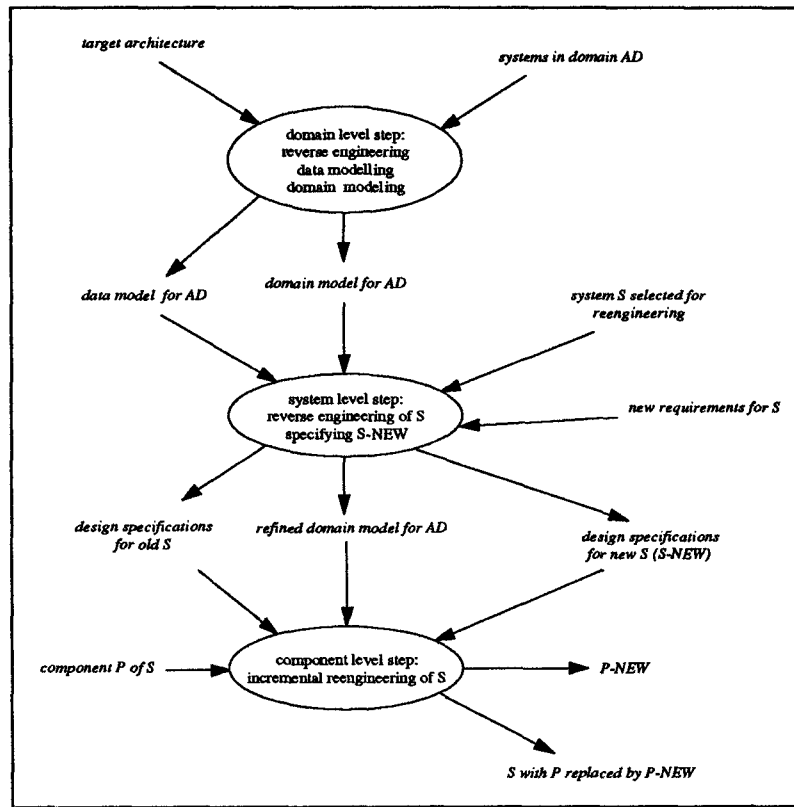 target architecture
systems in domain AD
domain level step:
reverse engineering
data modelling
domain modeling
data model for AD
domain model for AD
system S selected for
reengineering
system level step:
reverse engineering of S
specifying S-NEW
new requirements for S
design specifications
for old S
refined domain model for AD
design specifications
for new S (S-NEW)
component P of S
component level step:
incremental reengineering of S
P-NEW
S with P replaced by P-NEW